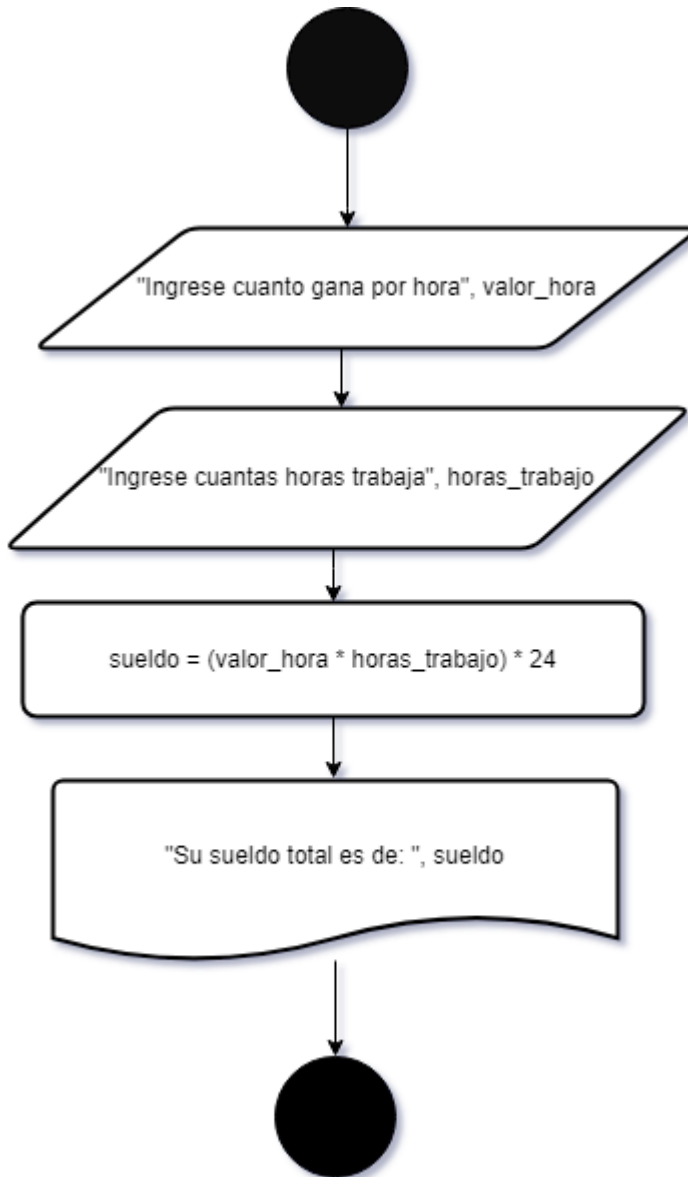 "Ingrese cuanto gana por hora", valor_hora
"Ingrese cuantas horas trabaja", horas_trabajo
sueldo = (valor_hora * horas_trabajo) * 24
"Su sueldo total es de: ", sueldo